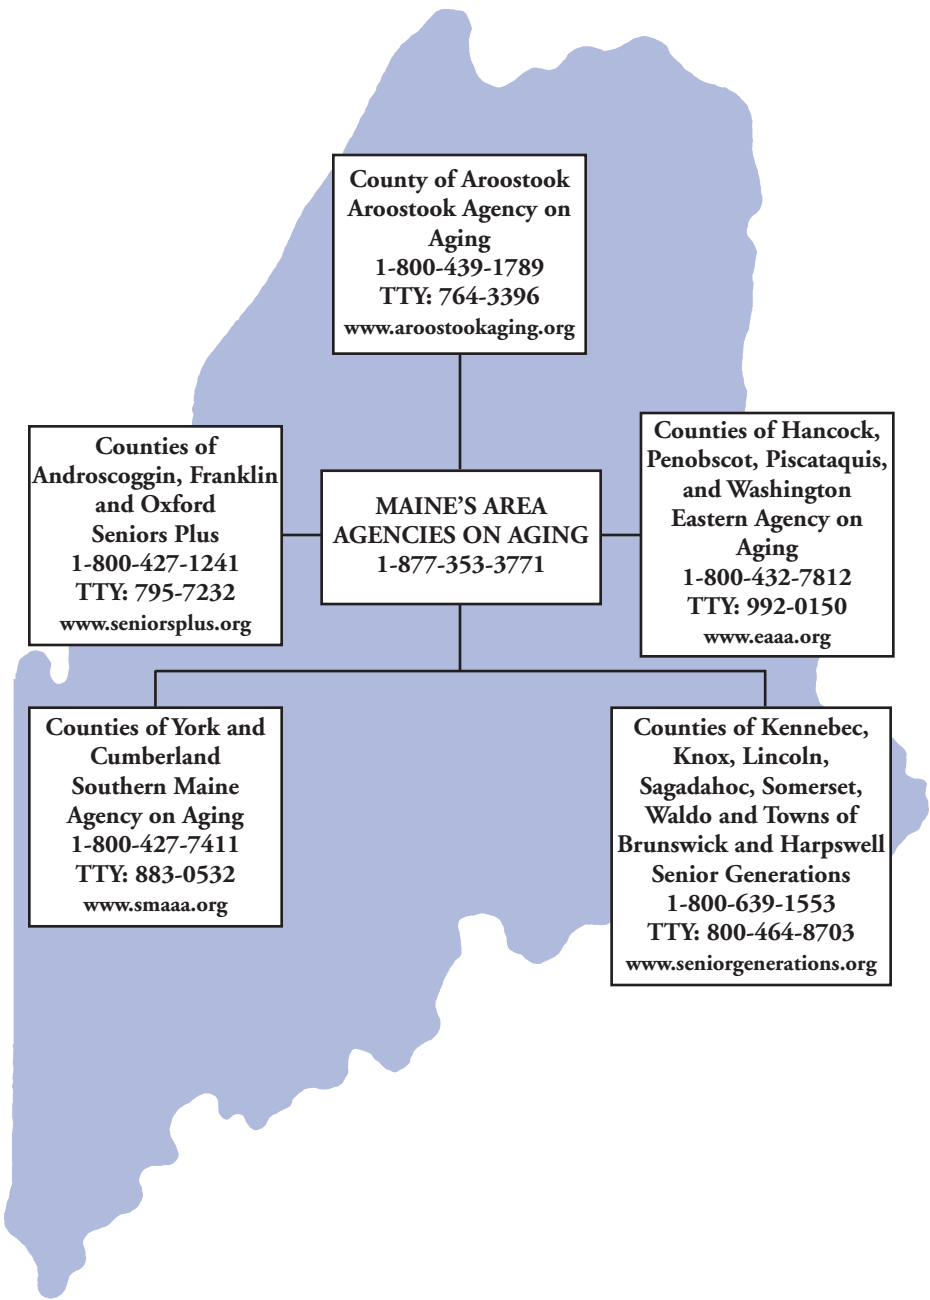 County of Aroostook
Aroostook Agency on
Aging
1-800-439-1789
TTY: 764-3396
www.aroostookaging.org
Counties of
Androscoggin, Franklin
and Oxford
Seniors Plus
1-800-427-1241
TTY: 795-7232
www.seniorsplus.org
MAINE'S AREA
AGENCIES ON AGING
1-877-353-3771
Counties of Hancock,
Penobscot, Piscataquis,
and Washington
Eastern Agency on
Aging
1-800-432-7812
TTY: 992-0150
www.eaaa.org
Counties of York and
Cumberland
Southern Maine
Agency on Aging
1-800-427-7411
TTY: 883-0532
www.smaaa.org
Counties of Kennebec,
Knox, Lincoln,
Sagadahoc, Somerset,
Waldo and Towns of
Brunswick and Harpswell
Senior Generations
1-800-639-1553
TTY: 800-464-8703
www.seniorgenerations.org